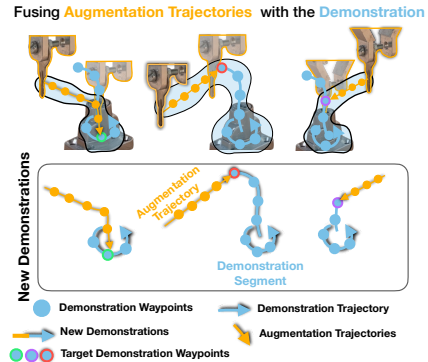 Fusing Augmentation Trajectories with the Demonstration
New Demonstrations
Augmentation
Trajectory
Demonstration
Segment
Demonstration Waypoints
Demonstration Trajectory
New Demonstrations
Augmentation Trajectories
Target Demonstration Waypoints